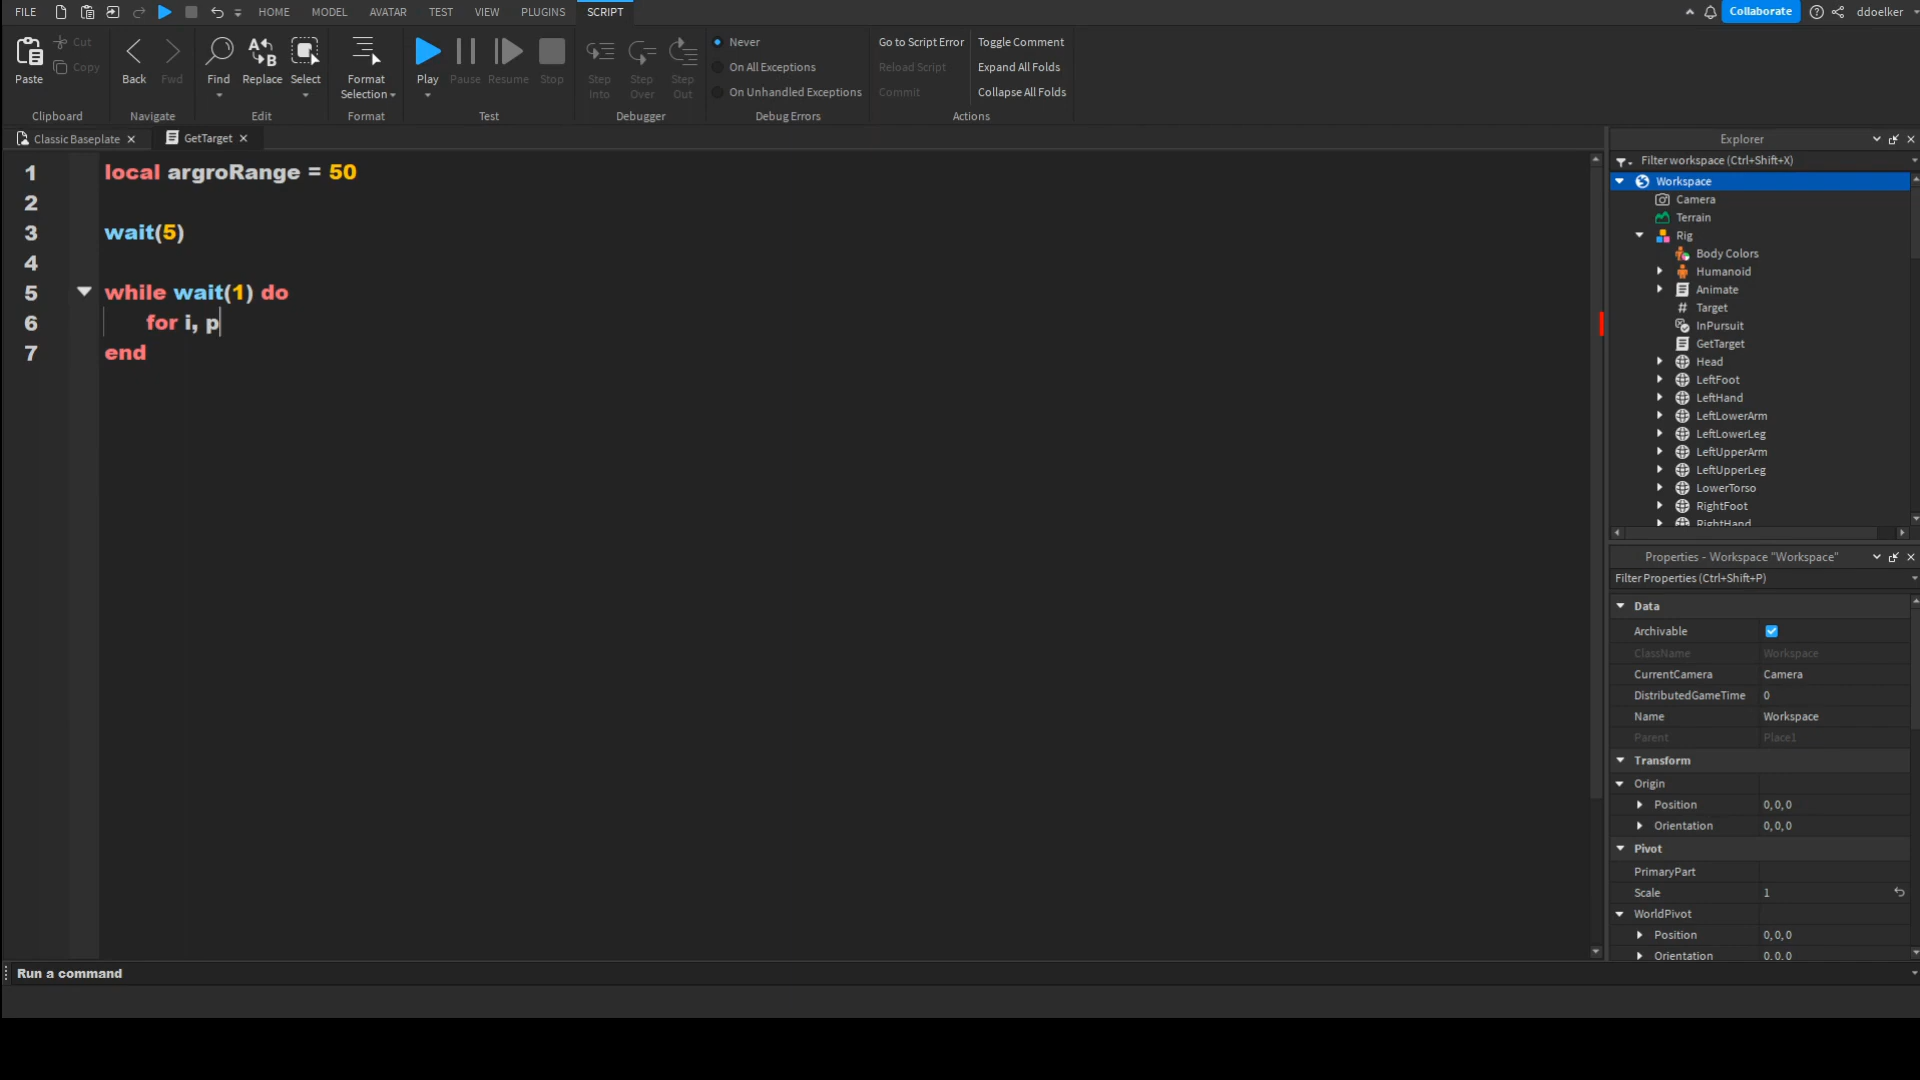 FILE HOME MODEL AVATAR TEST VIEW PLUGINS SCRIPT Collaborate ddoelker
Paste Cut Copy
Clipboard
Back Fwd
Navigate
Find Replace Select
Edit
Format Selection
Format
Play Pause Resume Stop
Test
Step Into Step Over Step Out
Debugger
Never
On All Exceptions
On Unhandled Exceptions
Debug Errors
Go to Script Error Toggle Comment
Reload Script Expand All Folds
Commit Collapse All Folds
Actions
Classic Baseplate GetTarget
1 local argroRange = 50
2
3 wait(5)
4
5 while wait(1) do
6 for i, p
7 end
Explorer
Filter workspace (Ctrl+Shift+X)
Workspace
Camera
Terrain
Rig
Body Colors
Humanoid
Animate
# Target
InPursuit
GetTarget
Head
LeftFoot
LeftHand
LeftLowerArm
LeftLowerLeg
LeftUpperArm
LeftUpperLeg
LowerTorso
RightFoot
RightHand
Properties - Workspace "Workspace"
Filter Properties (Ctrl+Shift+P)
Data
Archivable
ClassName Workspace
CurrentCamera Camera
DistributedGameTime 0
Name Workspace
Parent Place1
Transform
Origin
Position 0, 0, 0
Orientation 0, 0, 0
Pivot
PrimaryPart
Scale 1
WorldPivot
Position 0, 0, 0
Orientation 0, 0, 0
Run a command